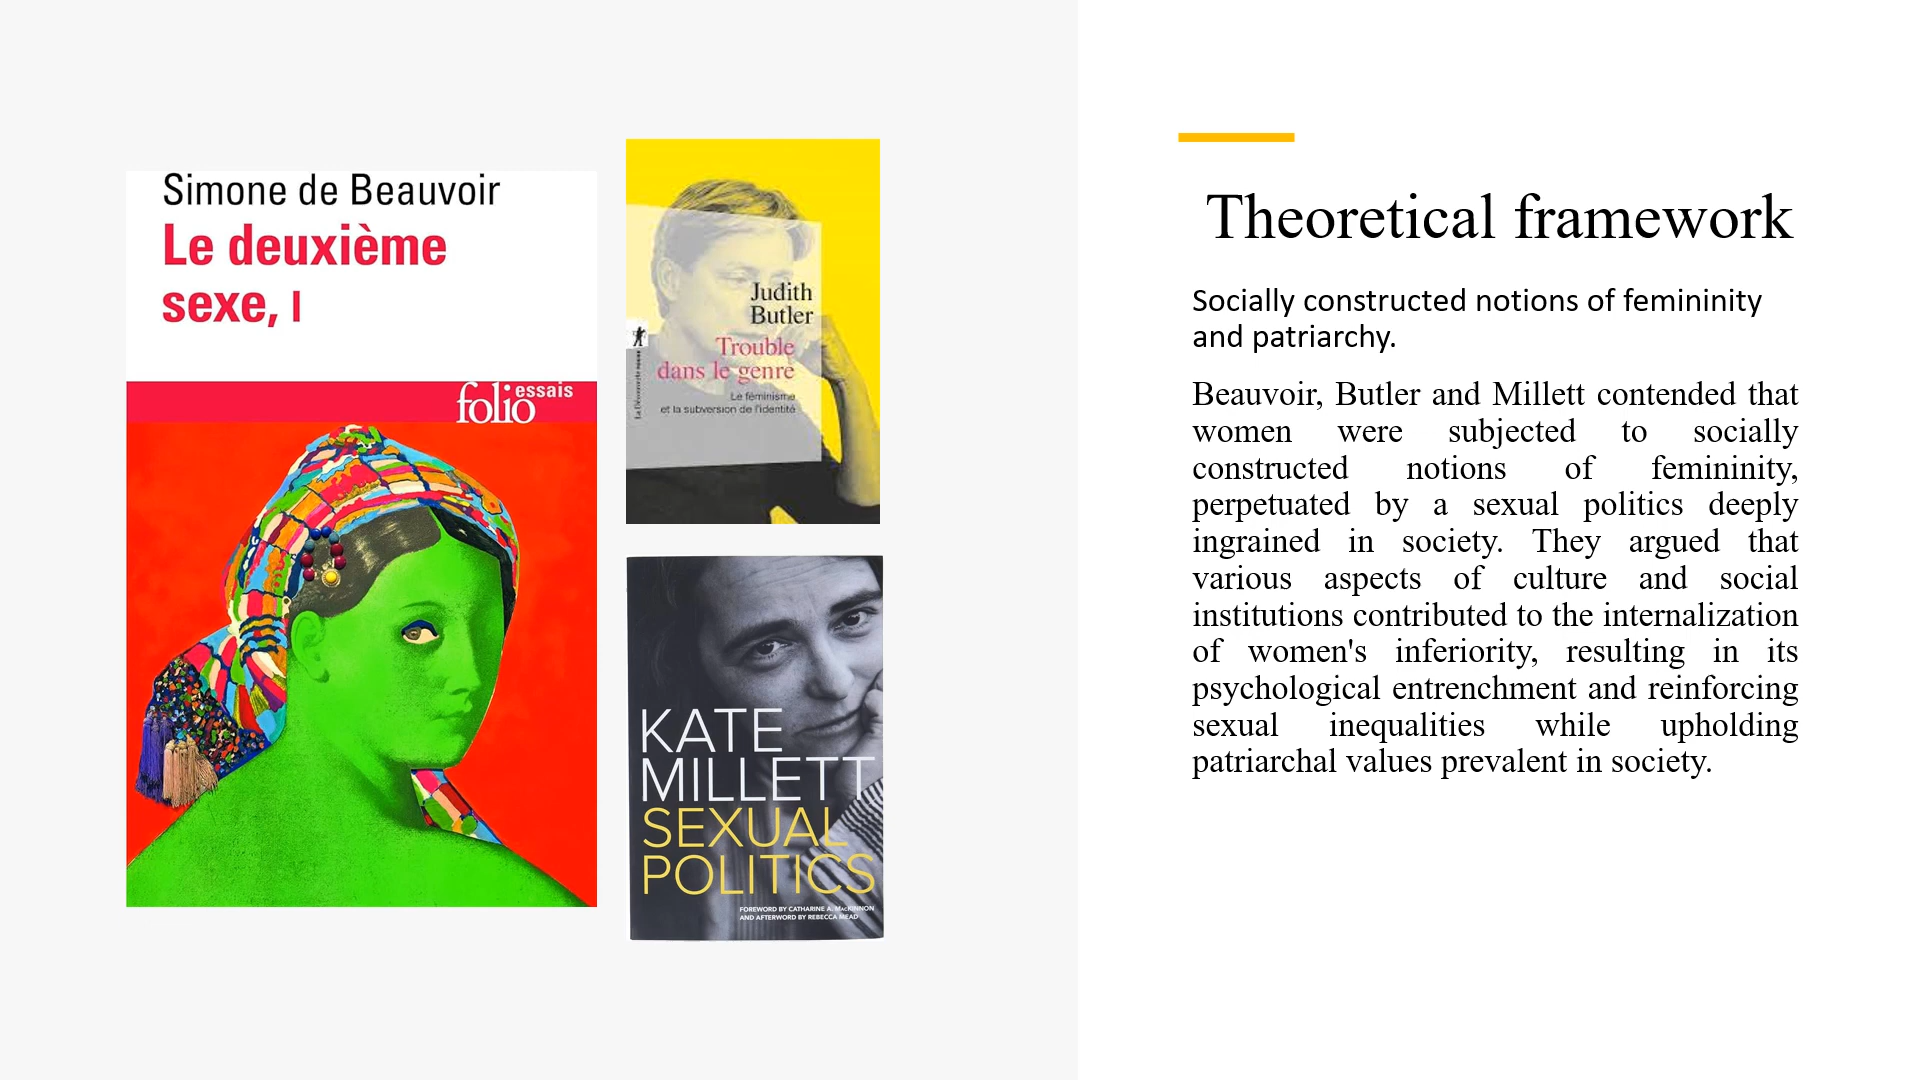 Simone de Beauvoir
Le deuxième
sexe, I
folio essais
Judith
Butler
Trouble
dans le genre
Le féminisme
et la subversion de l'identité
KATE
MILLETT
SEXUAL
POLITICS
FOREWORD BY CATHARINE A. MacKINNON
AND AFTERWORD BY REBECCA MEAD
Theoretical framework
Socially constructed notions of femininity
and patriarchy.
Beauvoir, Butler and Millett contended that
women were subjected to socially
constructed notions of femininity,
perpetuated by a sexual politics deeply
ingrained in society. They argued that
various aspects of culture and social
institutions contributed to the internalization
of women's inferiority, resulting in its
psychological entrenchment and reinforcing
sexual inequalities while upholding
patriarchal values prevalent in society.